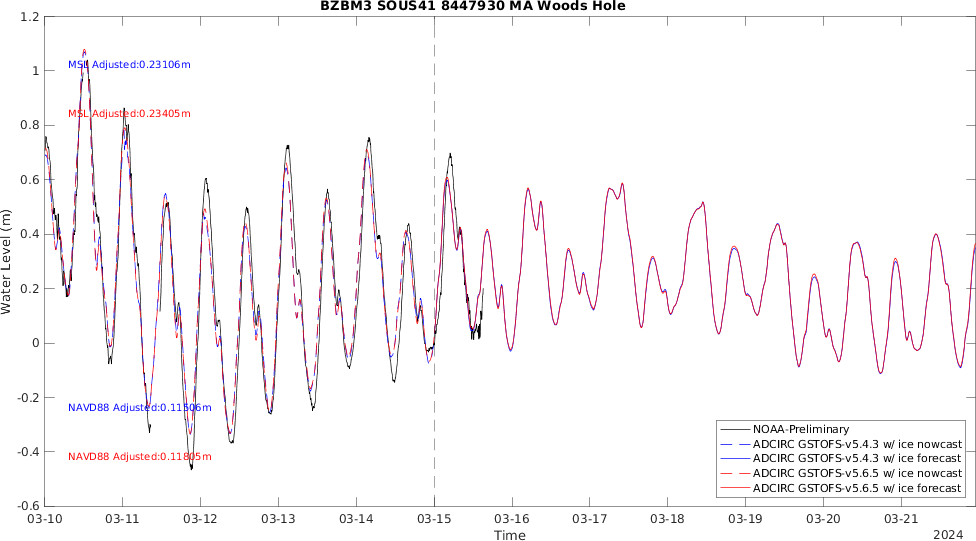 BZBM3 SOUS41 8447930 MA Woods Hole
1.2
1
0.8
0.6
0.4
0.2
0
-0.2
-0.4
-0.6
Water Level (m)
MSL Adjusted:0.23106m
MSL Adjusted:0.23405m
NAVD88 Adjusted:0.11506m
NAVD88 Adjusted:0.11805m
NOAA-Preliminary
ADCIRC GSTOFS-v5.4.3 w/ ice nowcast
ADCIRC GSTOFS-v5.4.3 w/ ice forecast
ADCIRC GSTOFS-v5.6.5 w/ ice nowcast
ADCIRC GSTOFS-v5.6.5 w/ ice forecast
03-10 03-11 03-12 03-13 03-14 03-15 03-16 03-17 03-18 03-19 03-20 03-21
Time
2024